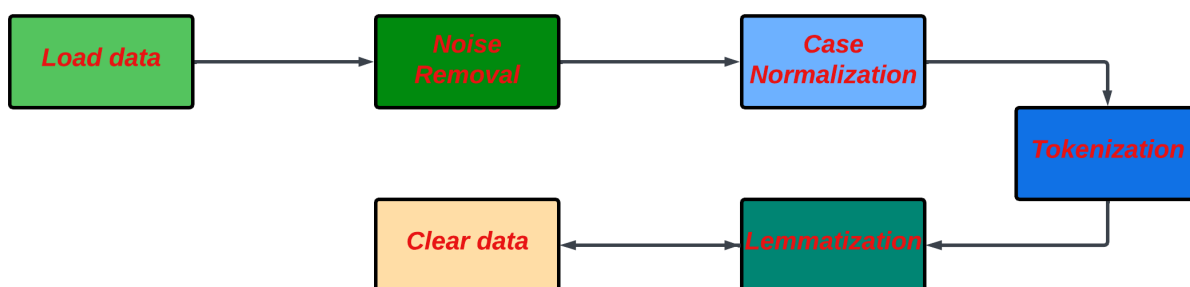 Load data
Noise
Removal
Case
Normalization
Tokenization
Lemmatization
Clear data